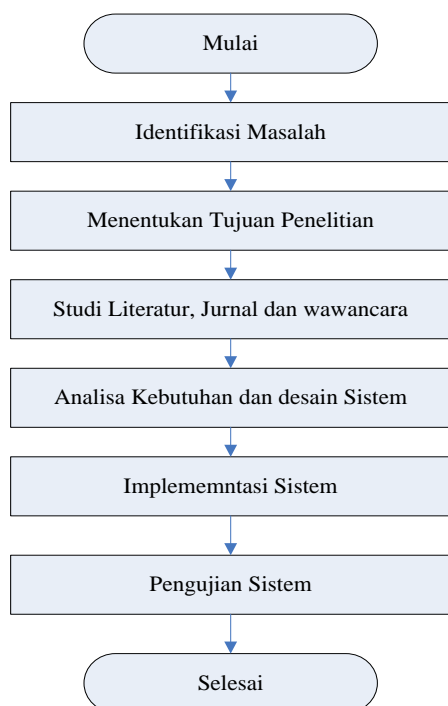 Mulai
Identifikasi Masalah
Menentukan Tujuan Penelitian
Studi Literatur, Jurnal dan wawancara
Analisa Kebutuhan dan desain Sistem
Implememntasi Sistem
Pengujian Sistem
Selesai